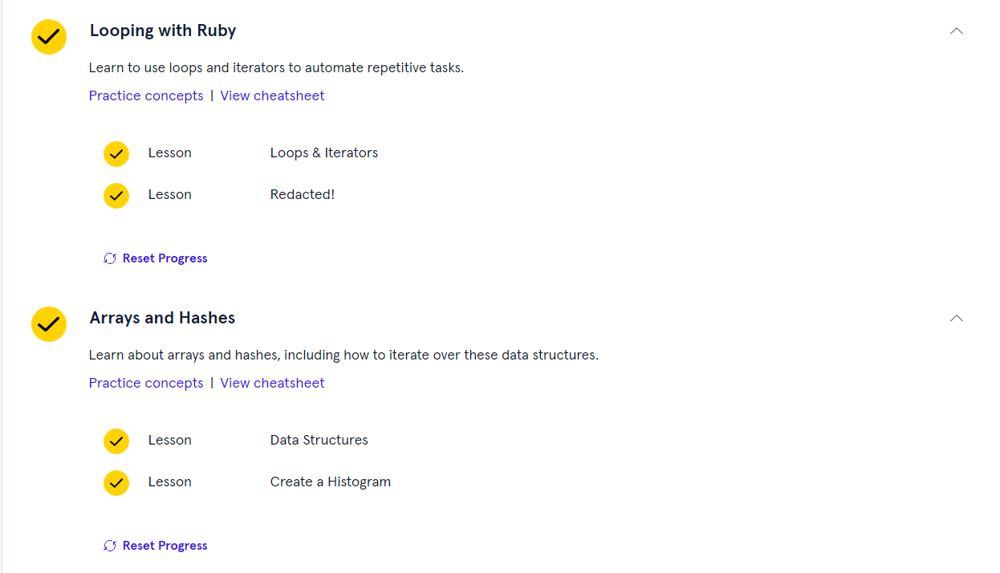 Looping with Ruby
Learn to use loops and iterators to automate repetitive tasks.
Practice concepts | View cheatsheet
Lesson Loops & Iterators
Lesson Redacted!
Reset Progress
Arrays and Hashes
Learn about arrays and hashes, including how to iterate over these data structures.
Practice concepts | View cheatsheet
Lesson Data Structures
Lesson Create a Histogram
Reset Progress